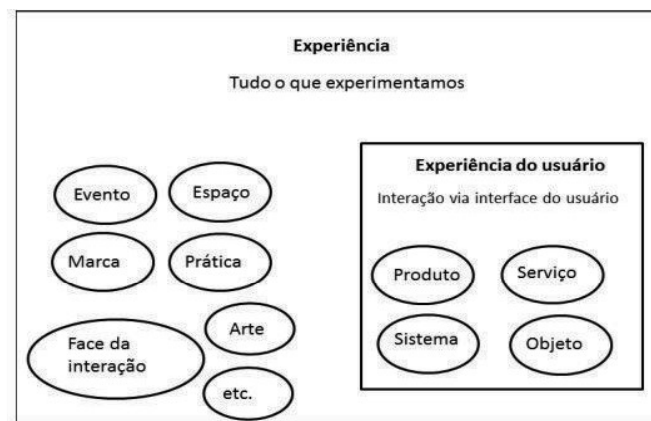 Experiência
Tudo o que experimentamos
Evento
Espaço
Marca
Prática
Face da
interação
Arte
etc.
Experiência do usuário
Interação via interface do usuário
Produto
Serviço
Sistema
Objeto